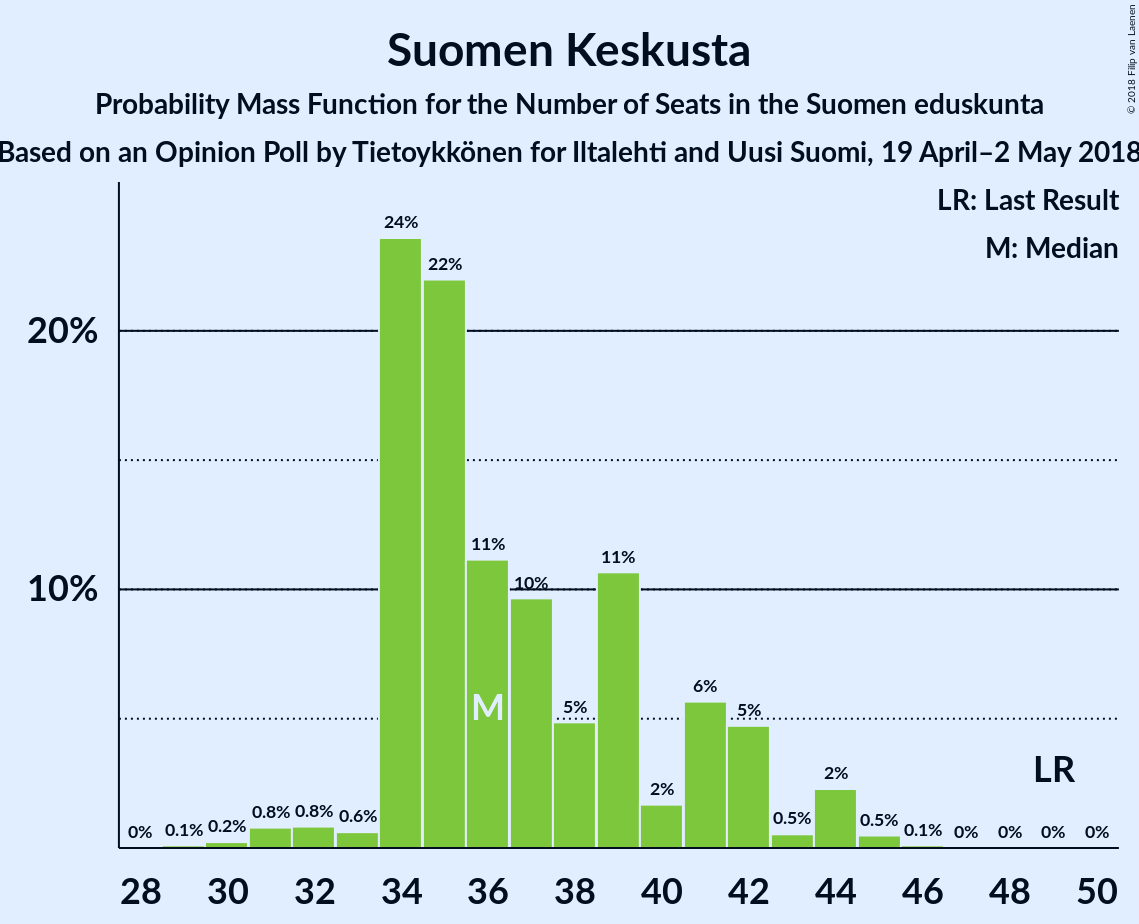 Suomen Keskusta
Probability Mass Function for the Number of Seats in the Suomen eduskunta
Based on an Opinion Poll by Tietoykkönen for Iltalehti and Uusi Suomi, 19 April–2 May 2018
© 2018 Filip van Laenen
LR: Last Result
M: Median
20%
10%
0% 0.1% 0.2% 0.8% 0.8% 0.6% 24% 22% 11% 10% 5% 11% 2% 6% 5% 0.5% 2% 0.5% 0.1% 0% 0% 0% 0%
M
LR
28 30 32 34 36 38 40 42 44 46 48 50